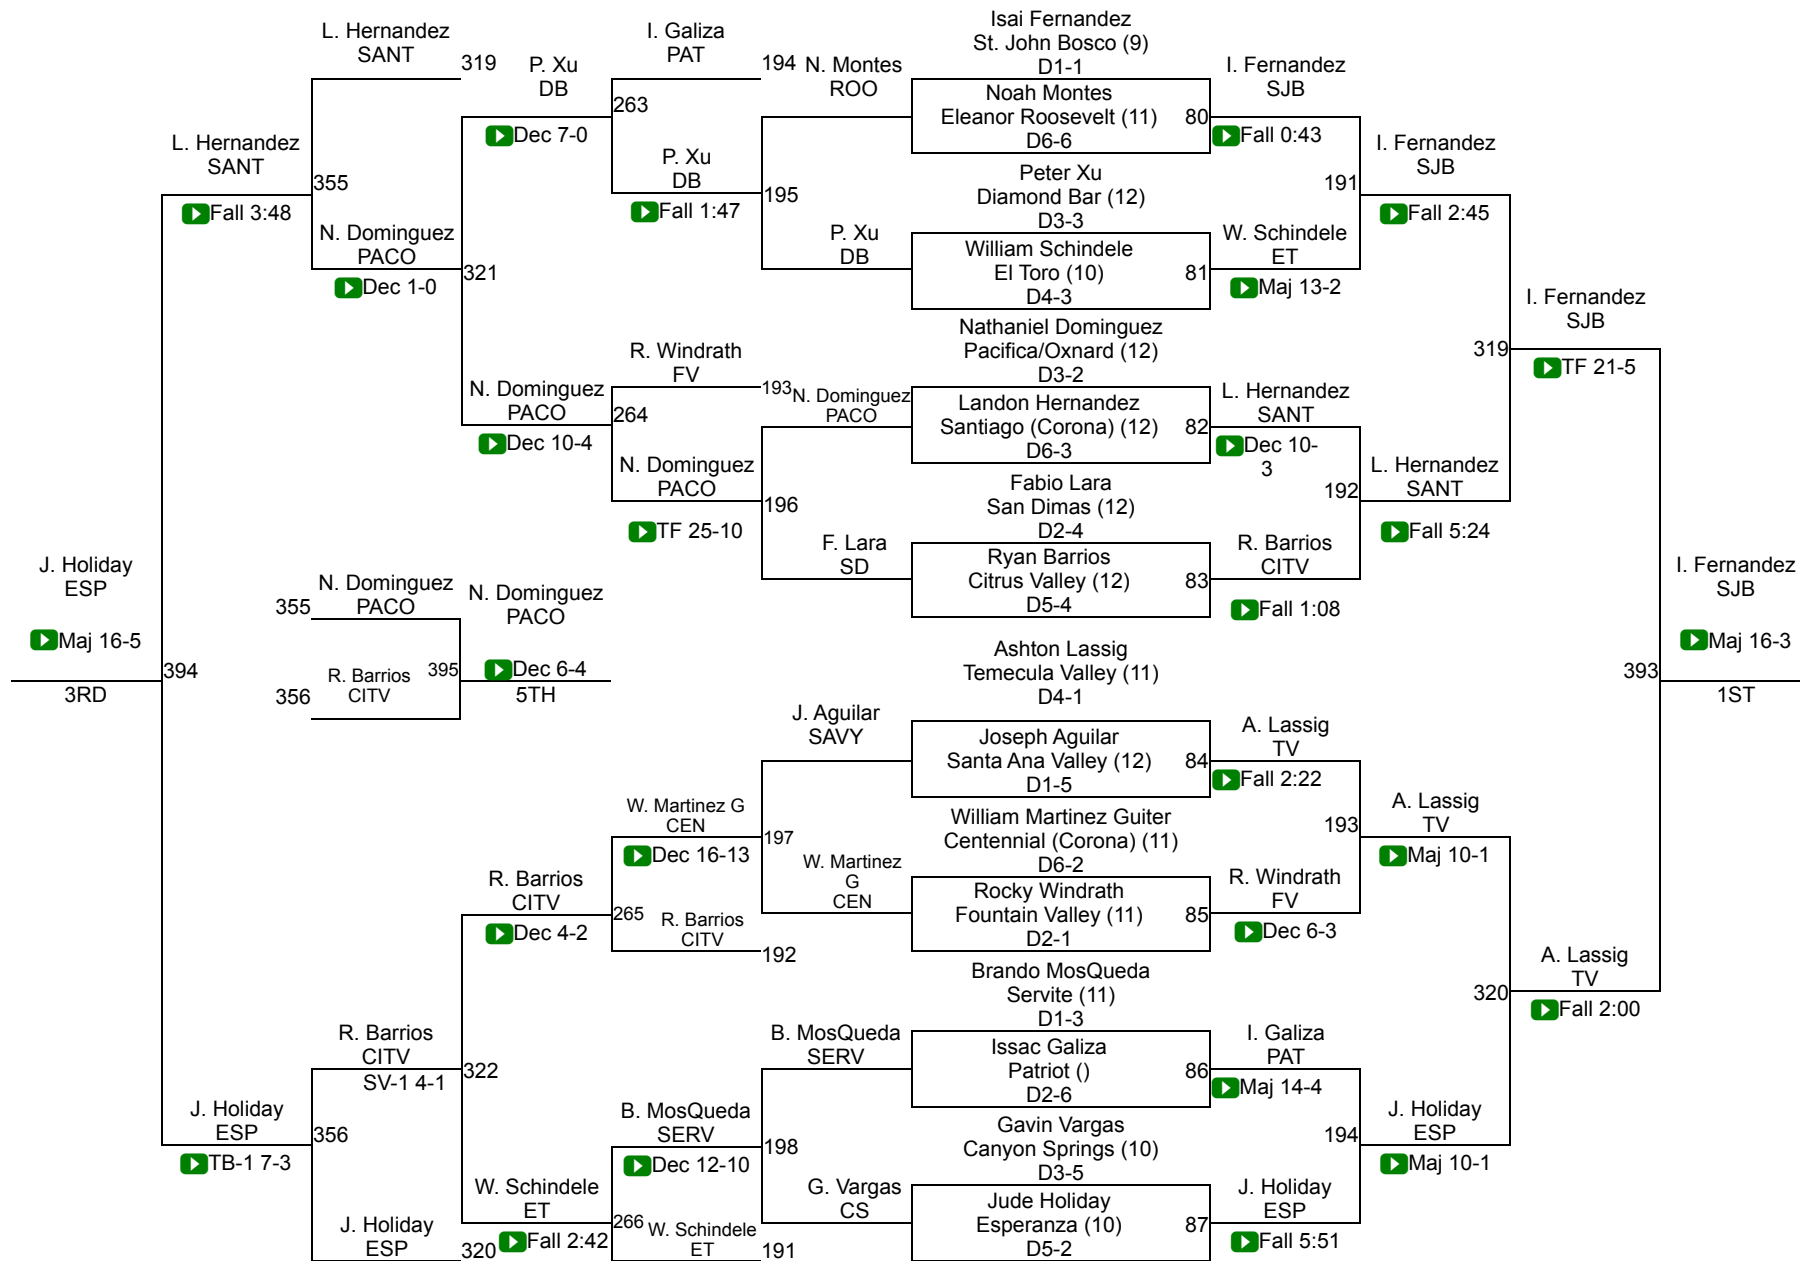 L. Hernandez
SANT
319
P. Xu
DB
Dec 7-0
I. Galiza
PAT
194
263
P. Xu
DB
Fall 1:47
N. Montes
ROO
195
P. Xu
DB
Isai Fernandez
St. John Bosco (9)
D1-1
Noah Montes
Eleanor Roosevelt (11)
D6-6
80
I. Fernandez
SJB
Fall 0:43
Peter Xu
Diamond Bar (12)
D3-3
William Schindele
El Toro (10)
D4-3
81
W. Schindele
ET
Maj 13-2
191
I. Fernandez
SJB
Fall 2:45
L. Hernandez
SANT
Fall 3:48
355
N. Dominguez
PACO
Dec 1-0
321
N. Dominguez
PACO
Dec 10-4
R. Windrath
FV
193
264
N. Dominguez
PACO
TF 25-10
N. Dominguez
PACO
196
F. Lara
SD
Nathaniel Dominguez
Pacifica/Oxnard (12)
D3-2
Landon Hernandez
Santiago (Corona) (12)
D6-3
82
L. Hernandez
SANT
Dec 10-
3
Fabio Lara
San Dimas (12)
D2-4
Ryan Barrios
Citrus Valley (12)
D5-4
83
R. Barrios
CITV
Fall 1:08
192
L. Hernandez
SANT
Fall 5:24
319
I. Fernandez
SJB
TF 21-5
J. Holiday
ESP
Maj 16-5
3RD
394
355
N. Dominguez
PACO
356
R. Barrios
CITV
395
N. Dominguez
PACO
Dec 6-4
5TH
I. Fernandez
SJB
Maj 16-3
1ST
393
Ashton Lassig
Temecula Valley (11)
D4-1
Joseph Aguilar
Santa Ana Valley (12)
D1-5
84
A. Lassig
TV
Fall 2:22
J. Aguilar
SAVY
W. Martinez G
CEN
Dec 16-13
197
W. Martinez
G
CEN
William Martinez Guiter
Centennial (Corona) (11)
D6-2
Rocky Windrath
Fountain Valley (11)
D2-1
85
R. Windrath
FV
Dec 6-3
193
A. Lassig
TV
Maj 10-1
R. Barrios
CITV
Dec 4-2
265
R. Barrios
CITV
192
Brando MosQueda
Servite (11)
D1-3
Issac Galiza
Patriot ()
D2-6
86
I. Galiza
PAT
Maj 14-4
320
A. Lassig
TV
Fall 2:00
R. Barrios
CITV
SV-1 4-1
322
B. MosQueda
SERV
J. Holiday
ESP
TB-1 7-3
356
B. MosQueda
SERV
Dec 12-10
198
Gavin Vargas
Canyon Springs (10)
D3-5
Jude Holiday
Esperanza (10)
D5-2
87
J. Holiday
ESP
Fall 5:51
194
J. Holiday
ESP
Maj 10-1
W. Schindele
ET
Fall 2:42
266
W. Schindele
ET
191
G. Vargas
CS
J. Holiday
ESP
320